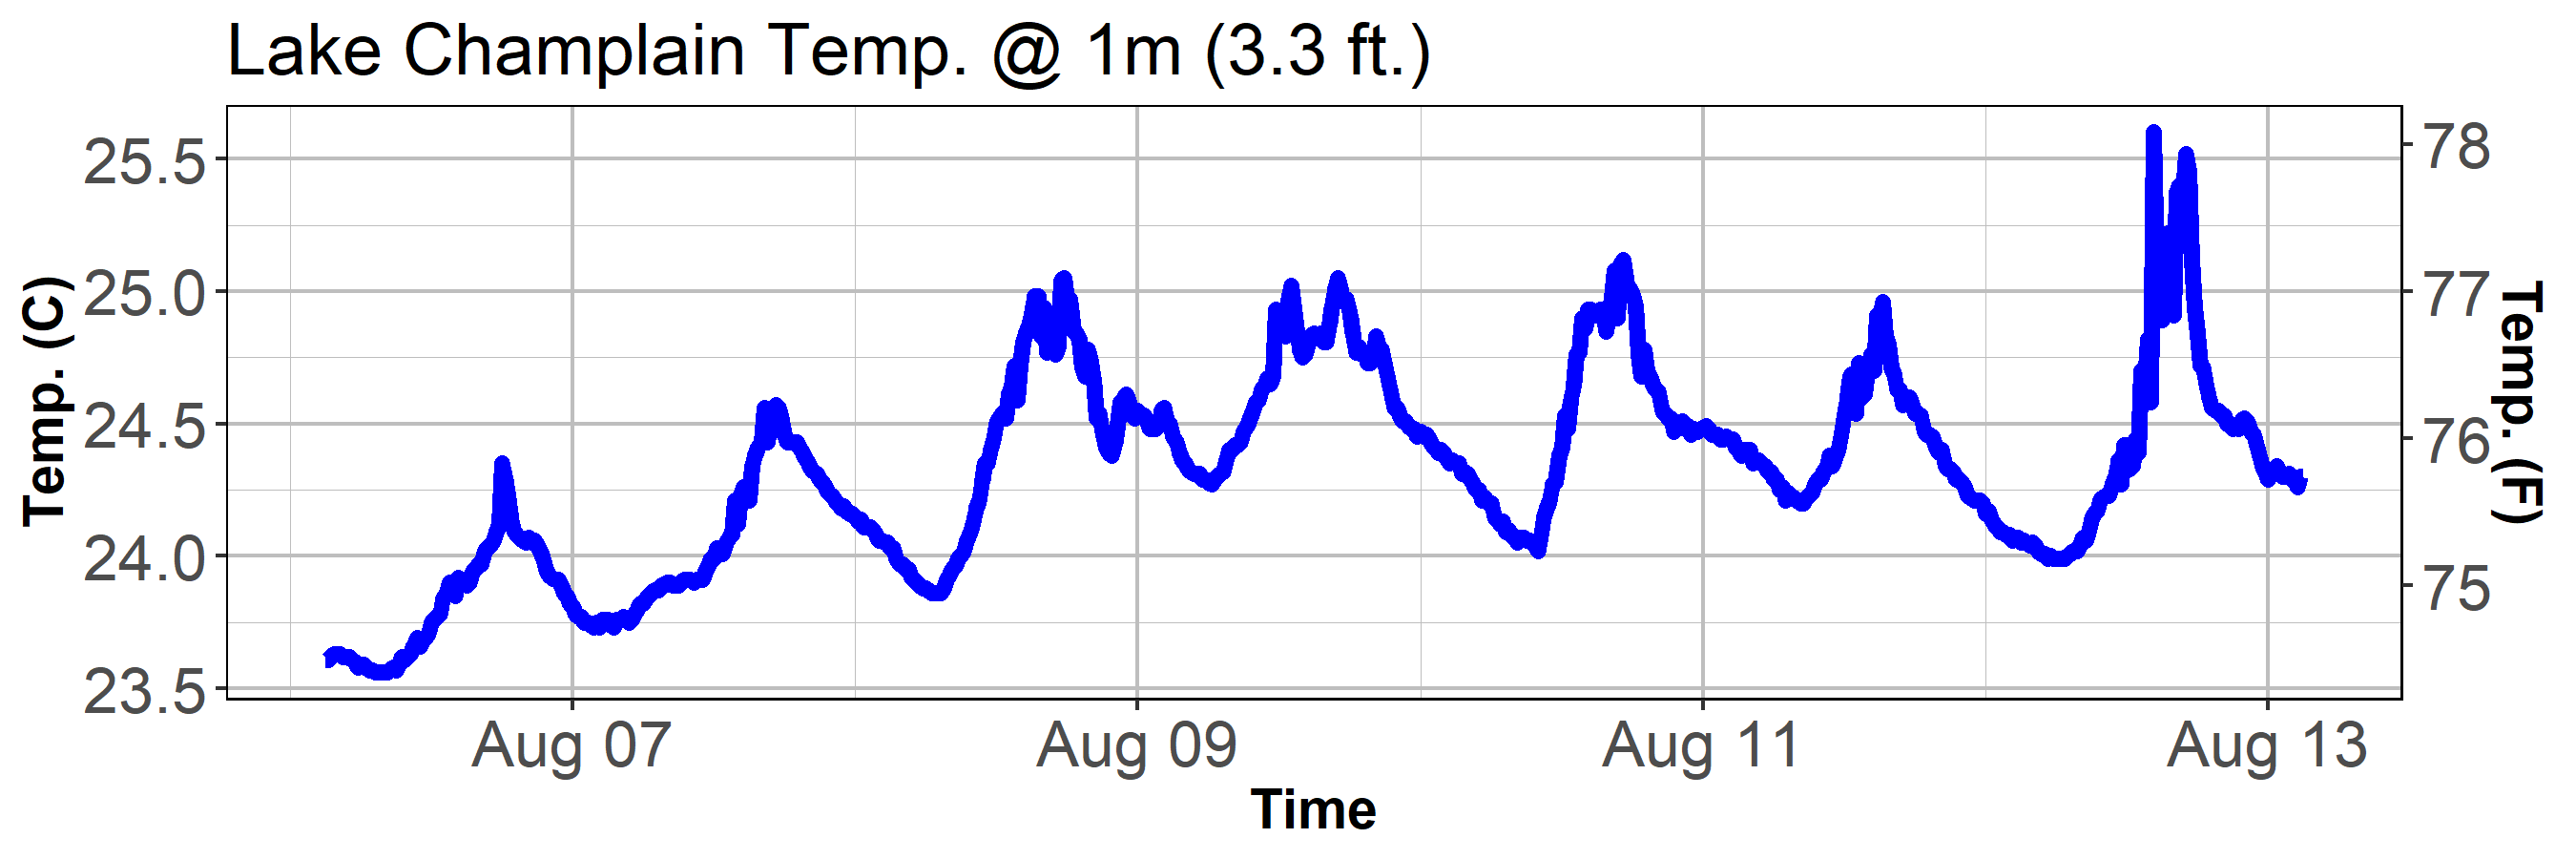 Lake Champlain Temp. @ 1m (3.3 ft.)
Temp. (C)
25.5
25.0
24.5
24.0
23.5
78
77
76
75
Temp. (F)
Aug 07 Aug 09 Aug 11 Aug 13
Time